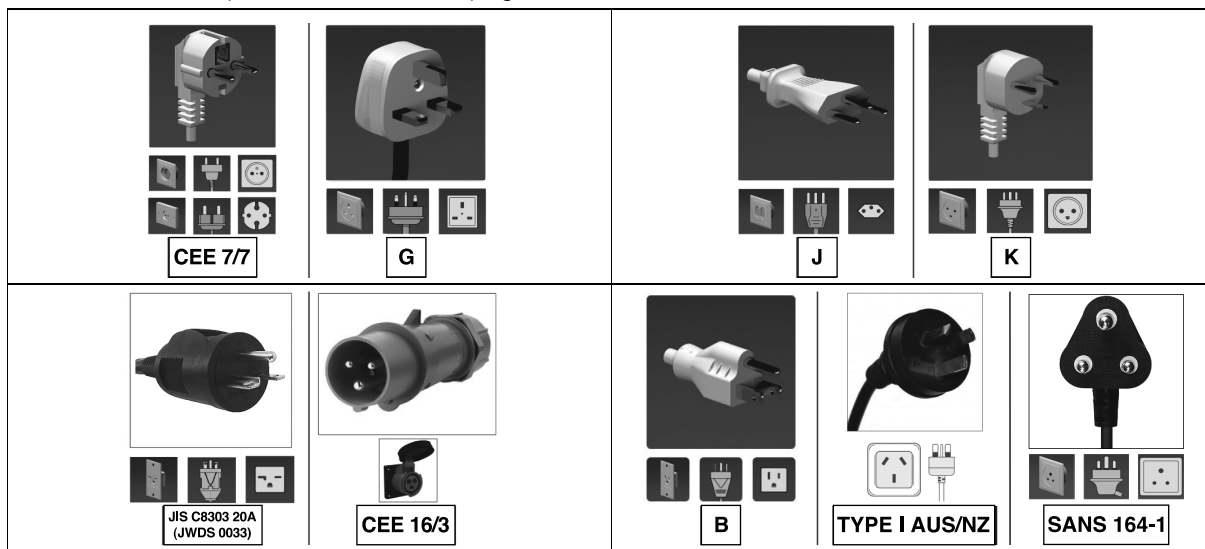 CEE 7/7
G
J
K
JIS C8303 20A
(JWDS 0033)
CEE 16/3
B
TYPE I AUS/NZ
SANS 164-1